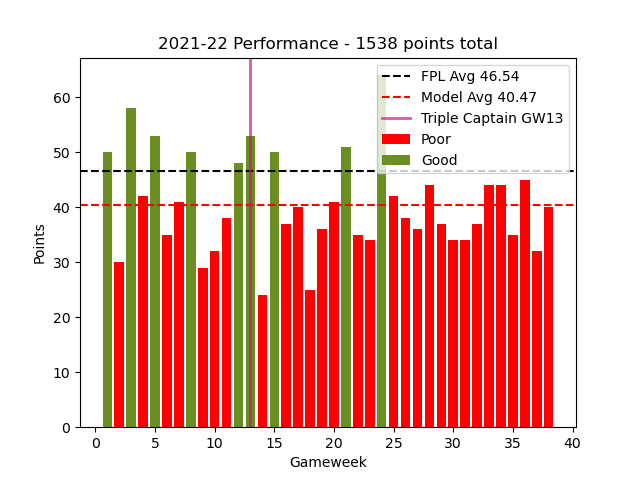 2021-22 Performance - 1538 points total
FPL Avg 46.54
Model Avg 40.47
Triple Captain GW13
Poor
Good
Points
60
50
40
30
20
10
0
0 5 10 15 20 25 30 35 40
Gameweek